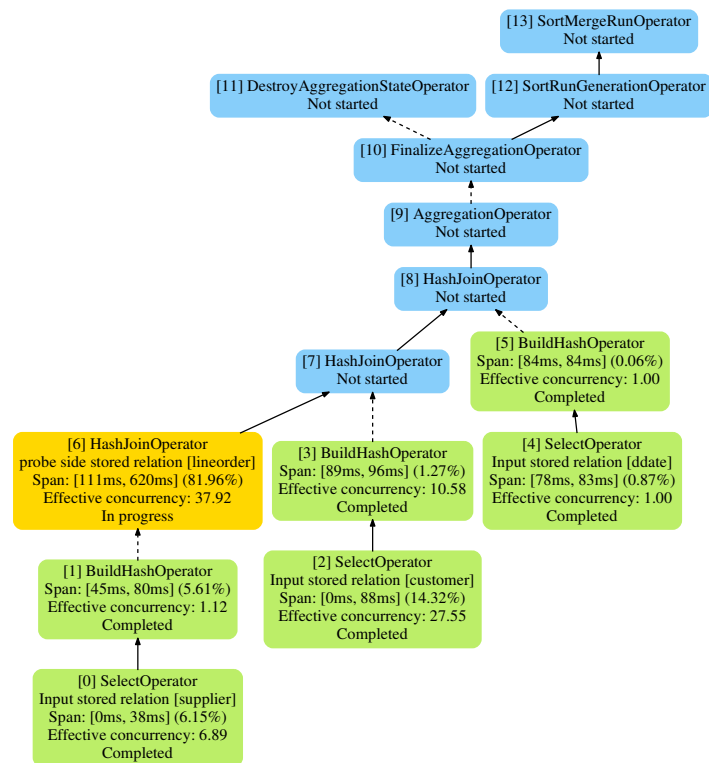 [13] SortMergeRunOperator
Not started
[11] DestroyAggregationStateOperator
Not started
[12] SortRunGenerationOperator
Not started
[10] FinalizeAggregationOperator
Not started
[9] AggregationOperator
Not started
[8] HashJoinOperator
Not started
[5] BuildHashOperator
Span: [84ms, 84ms] (0.06%)
Effective concurrency: 1.00
Completed
[7] HashJoinOperator
Not started
[6] HashJoinOperator
probe side stored relation [lineorder]
Span: [111ms, 620ms] (81.96%)
Effective concurrency: 37.92
In progress
[3] BuildHashOperator
Span: [89ms, 96ms] (1.27%)
Effective concurrency: 10.58
Completed
[4] SelectOperator
Input stored relation [ddate]
Span: [78ms, 83ms] (0.87%)
Effective concurrency: 1.00
Completed
[1] BuildHashOperator
Span: [45ms, 80ms] (5.61%)
Effective concurrency: 1.12
Completed
[2] SelectOperator
Input stored relation [customer]
Span: [0ms, 88ms] (14.32%)
Effective concurrency: 27.55
Completed
[0] SelectOperator
Input stored relation [supplier]
Span: [0ms, 38ms] (6.15%)
Effective concurrency: 6.89
Completed